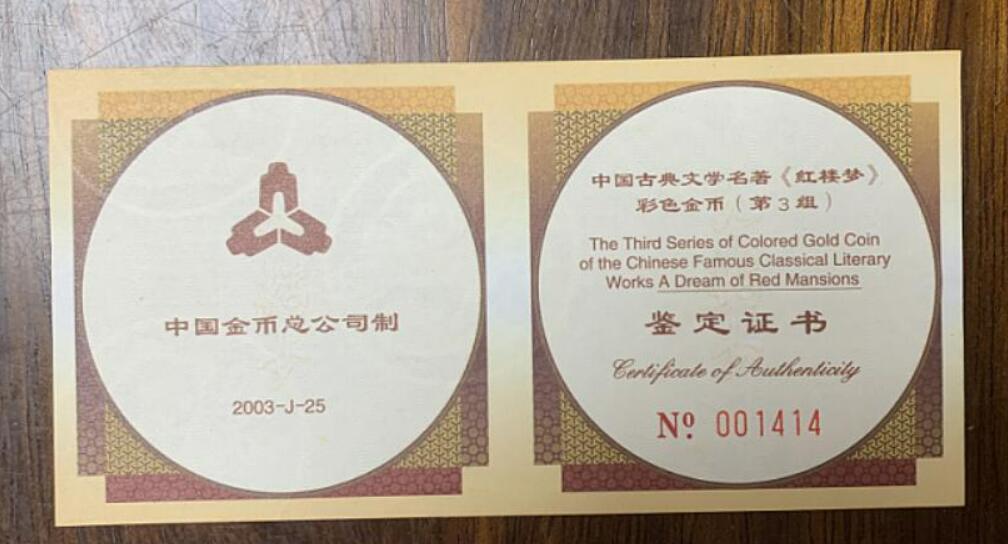 中国金币总公司制
2003-J-25
中国古典文学名著《红楼梦》
彩色金币（第3组）
The Third Series of Colored Gold Coin
of the Chinese Famous Classical Literary
Works A Dream of Red Mansions
鉴定证书
Certificate of Authenticity
Nº. 001414